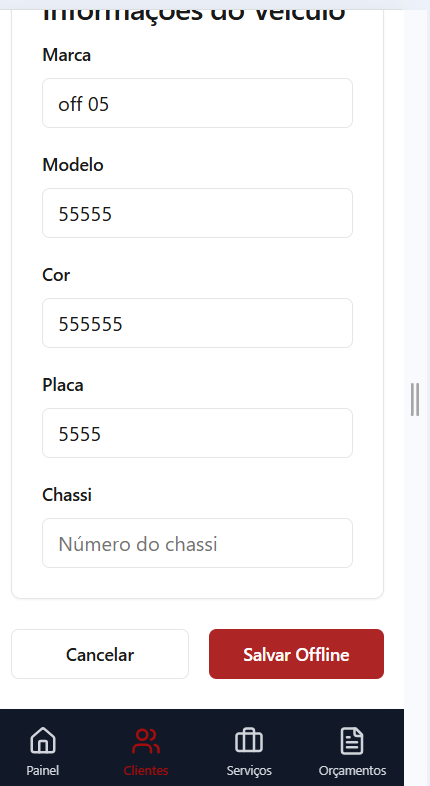 Informações do Veículo
Marca
off 05
Modelo
55555
Cor
555555
Placa
5555
Chassi
Número do chassi
Cancelar
Salvar Offline
Painel
Clientes
Serviços
Orçamentos